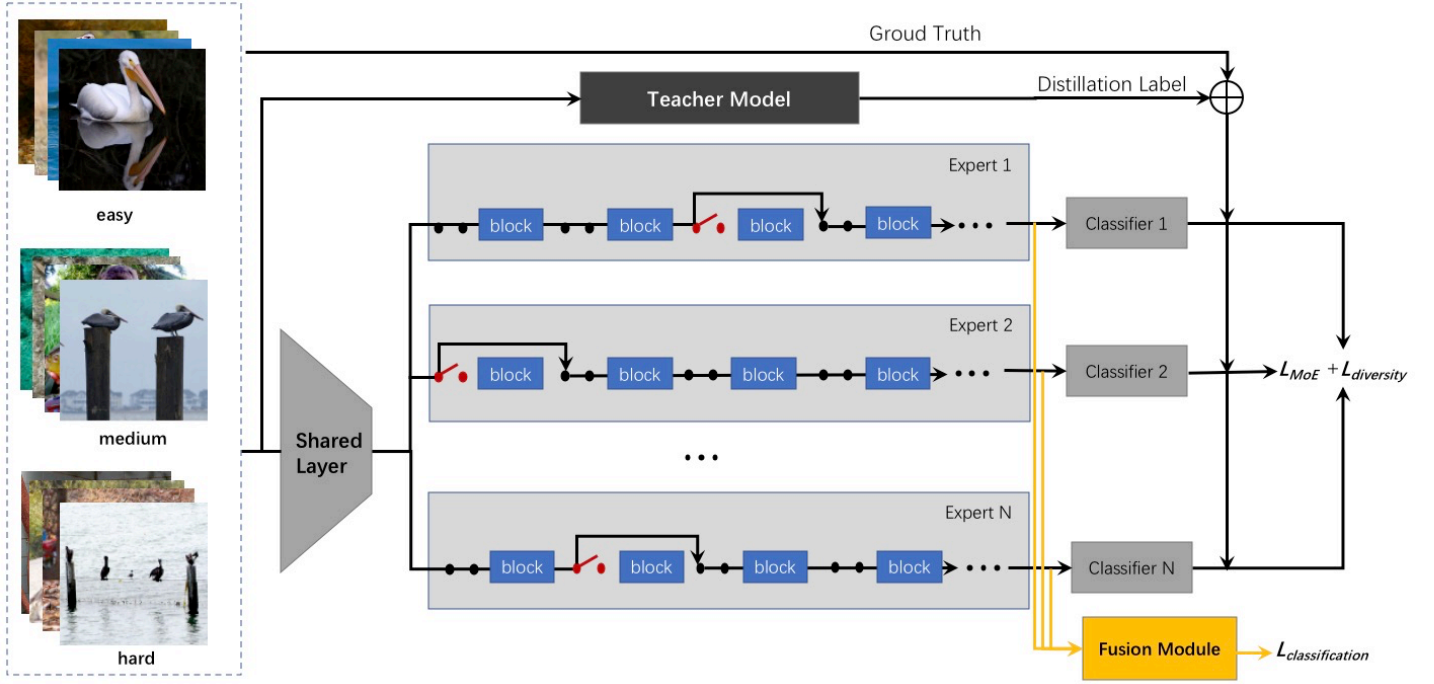 Groud Truth
Teacher Model
Distillation Label
easy
Expert 1
block block block block
Classifier 1
medium
Expert 2
block block block block
Classifier 2
L_MoE + L_diversity
Shared
Layer
...
hard
Expert N
block block block block
Classifier N
Fusion Module
L_classification